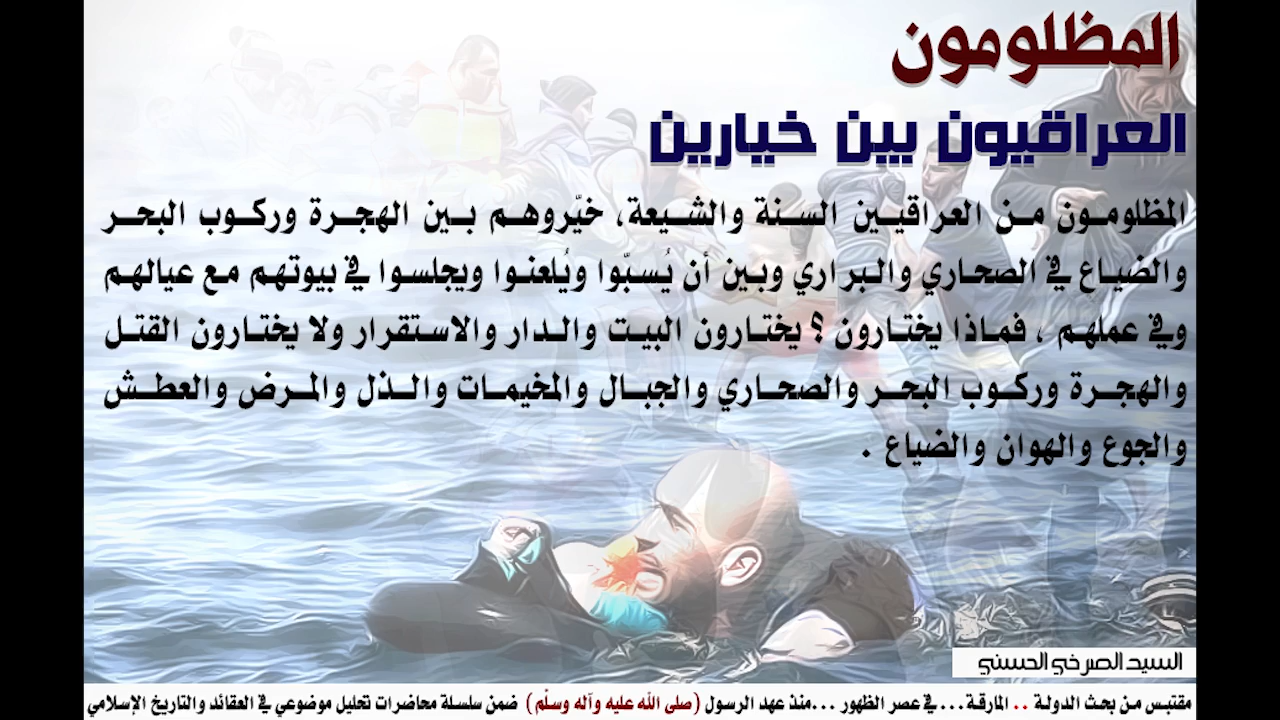 المظلومون
العراقيون بين خيارين
المظلومون من العراقيين السنة والشيعة، خيّروهم بين الهجرة وركوب البحر
والضياع في الصحاري والبراري وبين أن يُسبّوا ويُلعنوا ويجلسوا في بيوتهم مع عيالهم
وفي عملهم ، فماذا يختارون ؟ يختارون البيت والدار والاستقرار ولا يختارون القتل
والهجرة وركوب البحر والصحاري والجبال والمخيمات والذل والمرض والعطش
والجوع والهوان والضياع .
السيد الصرخي الحسني
مقتبس من بحث الدولة .. المارقة...في عصر الظهور ...منذ عهد الرسول (صلى الله عليه وآله وسلّم) ضمن سلسلة محاضرات تحليل موضوعي في العقائد والتاريخ الإسلامي